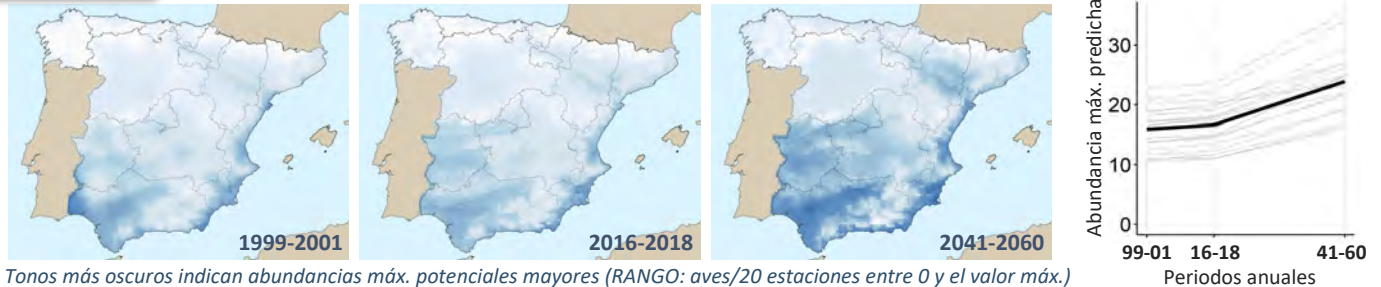 1999-2001
2016-2018
2041-2060
Tonos más oscuros indican abundancias máx. potenciales mayores (RANGO: aves/20 estaciones entre 0 y el valor máx.)
Abundancia máx. predicha
30
20
10
0
99-01 16-18 41-60
Periodos anuales